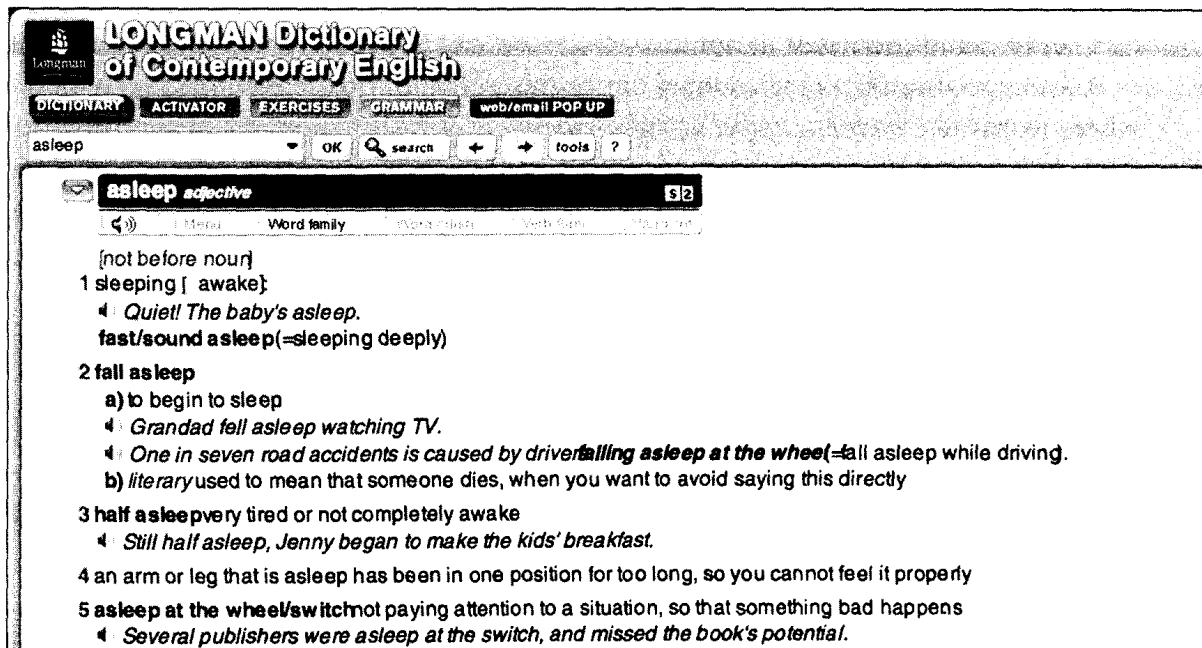 LONGMAN Dictionary
of Contemporary English
Longman
DICTIONARY ACTIVATOR EXERCISES GRAMMAR web/email POP UP
asleep OK search tools ?
asleep adjective S 2
Menu Word family Verb form
[not before noun]
1 sleeping [ awake]:
Quiet! The baby's asleep.
fast/sound asleep(=sleeping deeply)
2 fall asleep
a) to begin to sleep
Grandad fell asleep watching TV.
One in seven road accidents is caused by driverfalling asleep at the wheel(=fall asleep while driving).
b) literary used to mean that someone dies, when you want to avoid saying this directly
3 half asleepvery tired or not completely awake
Still half asleep, Jenny began to make the kids' breakfast.
4 an arm or leg that is asleep has been in one position for too long, so you cannot feel it properly
5 asleep at the wheel/switchnot paying attention to a situation, so that something bad happens
Several publishers were asleep at the switch, and missed the book's potential.